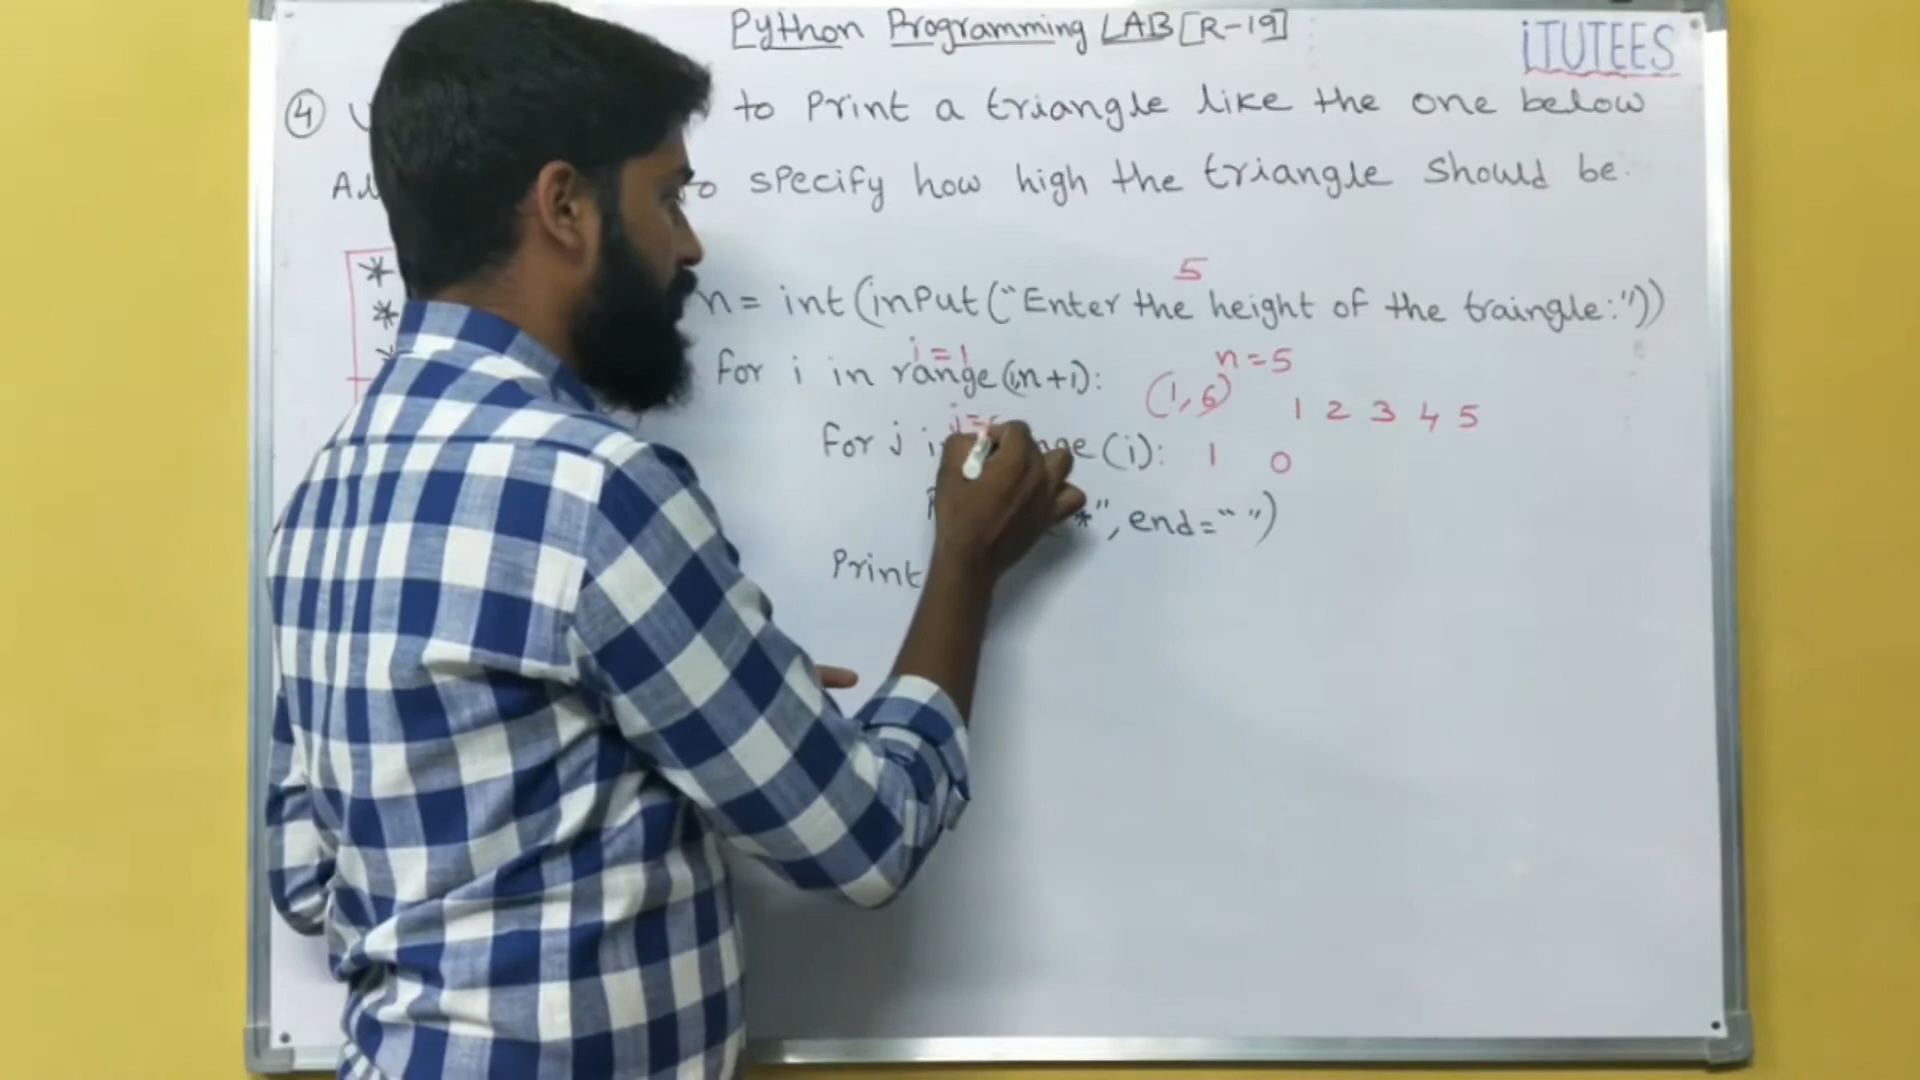 Python Programming LAB [R-19]
iTUTEES
4 to Print a triangle like the one below
specify how high the triangle should be.
*
*
5
n = int(input("Enter the height of the traingle:"))
i=1
n=5
for i in range(1,n+1):
(1,6)
1 2 3 4 5
for j (i): 1 0
*", end=" ")
Print